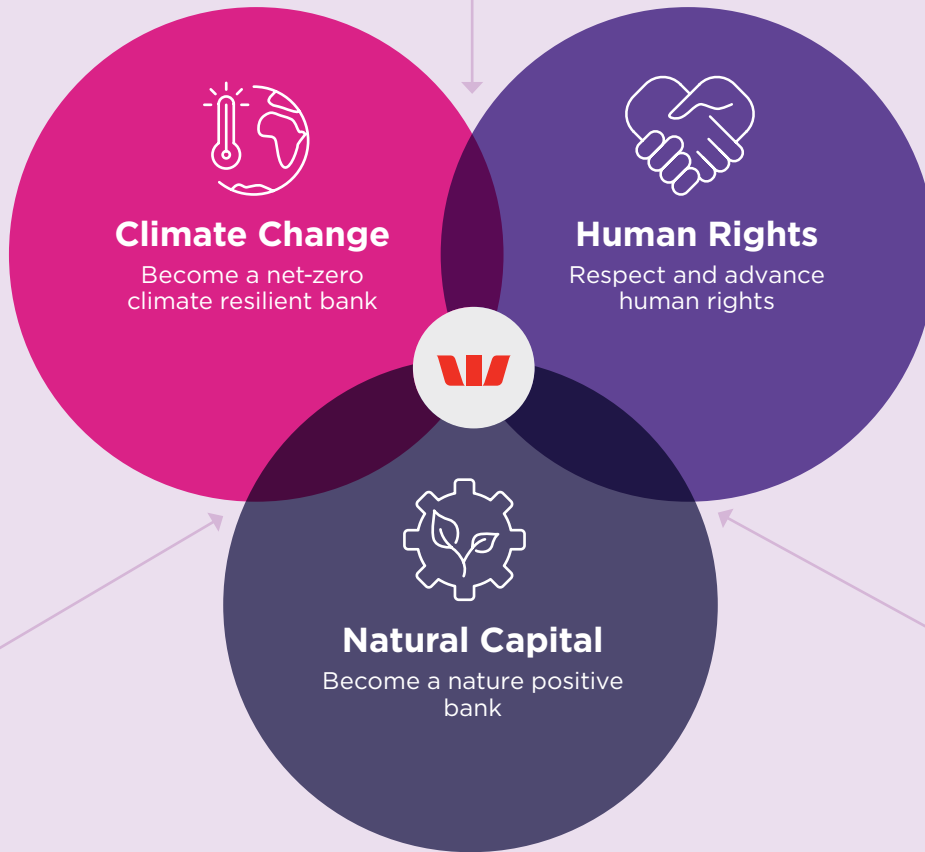 Climate Change
Become a net-zero
climate resilient bank
Human Rights
Respect and advance
human rights
Natural Capital
Become a nature positive
bank